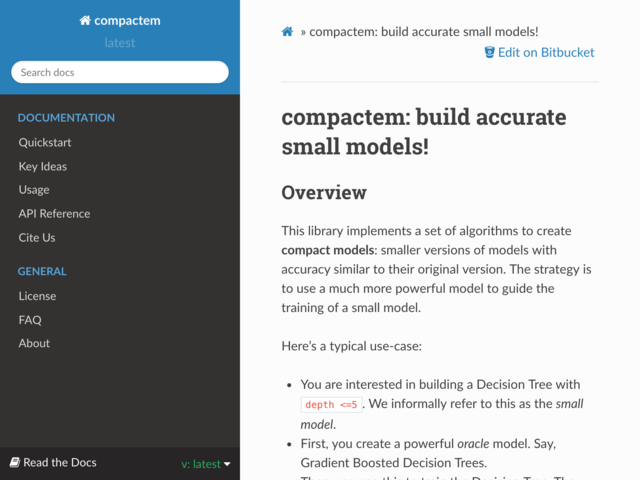 compactem
latest
Search docs
DOCUMENTATION
Quickstart
Key Ideas
Usage
API Reference
Cite Us
GENERAL
License
FAQ
About
Read the Docs
v: latest
» compactem: build accurate small models!
Edit on Bitbucket
compactem: build accurate
small models!
Overview
This library implements a set of algorithms to create
compact models: smaller versions of models with
accuracy similar to their original version. The strategy is
to use a much more powerful model to guide the
training of a small model.
Here’s a typical use-case:
• You are interested in building a Decision Tree with
depth <=5 . We informally refer to this as the small
model.
• First, you create a powerful oracle model. Say,
Gradient Boosted Decision Trees.